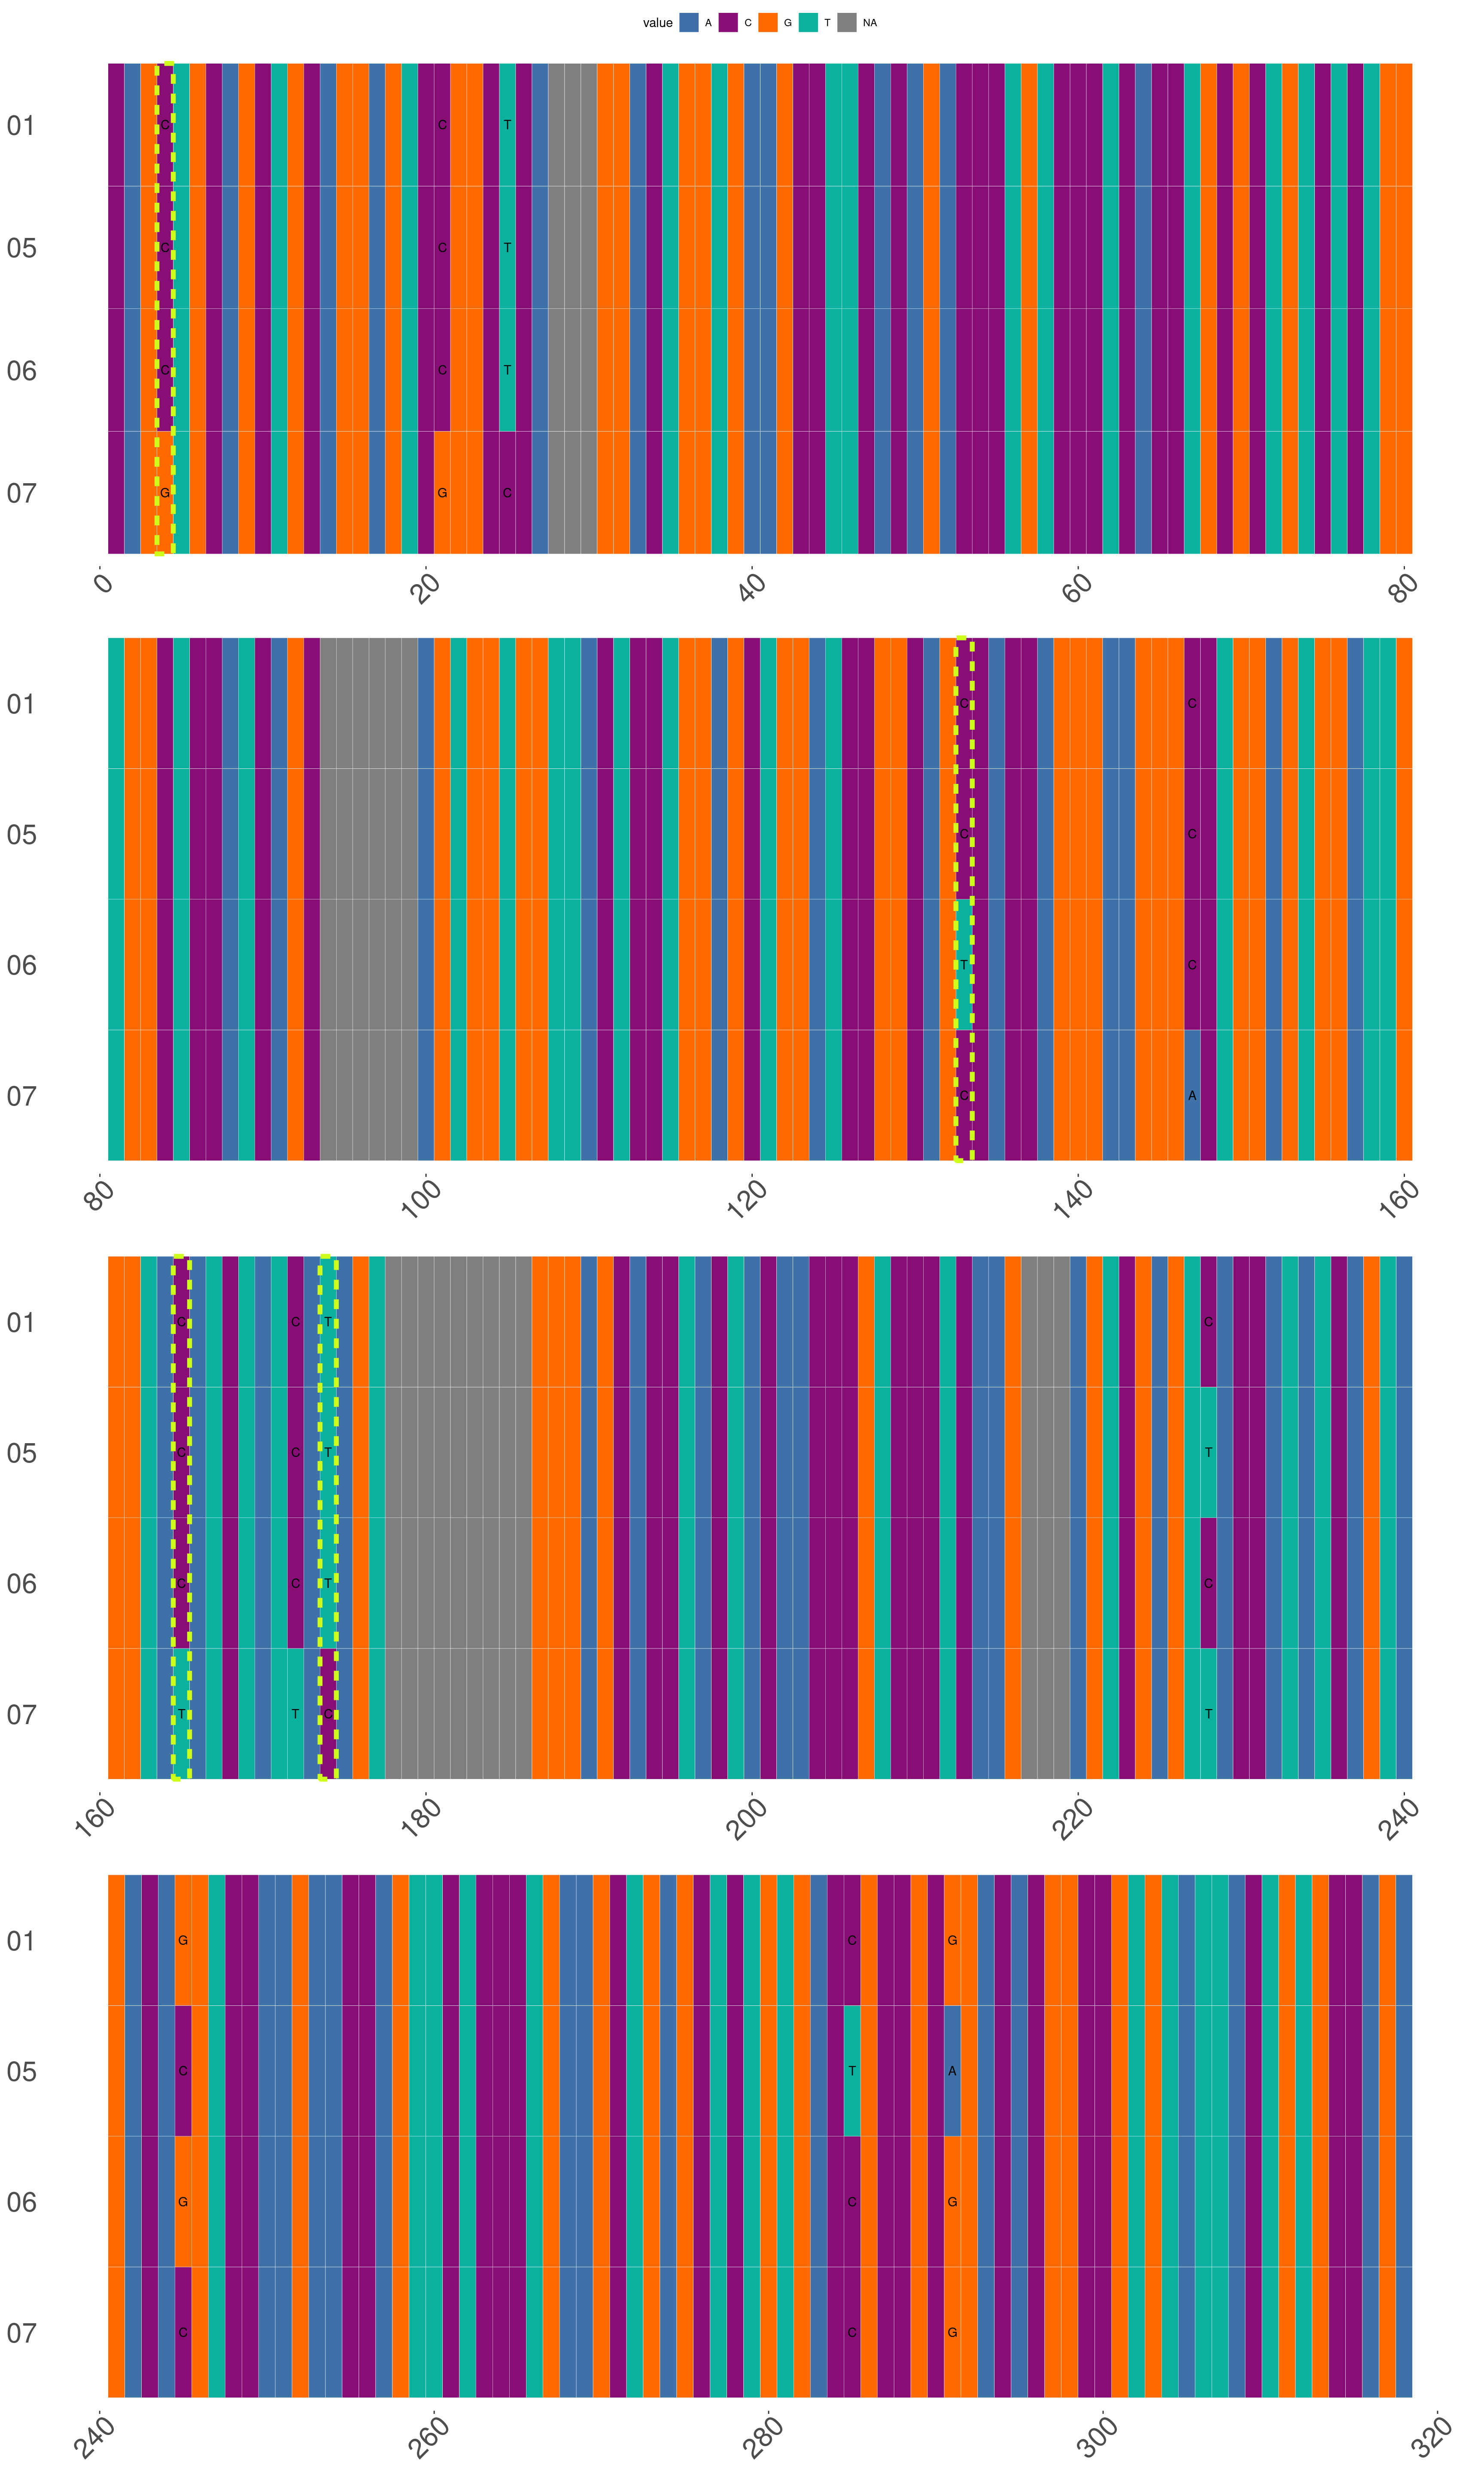 value A C G T NA
01 C C T
05 C C T
06 C C T
07 G G C
0 20 40 60 80
01 C C
05 C C
06 T C
07 C A
80 100 120 140 160
01 C C T C
05 C C T T
06 C C T C
07 T T C T
160 180 200 220 240
01 G C G
05 C T A
06 G C G
07 C C G
240 260 280 300 320